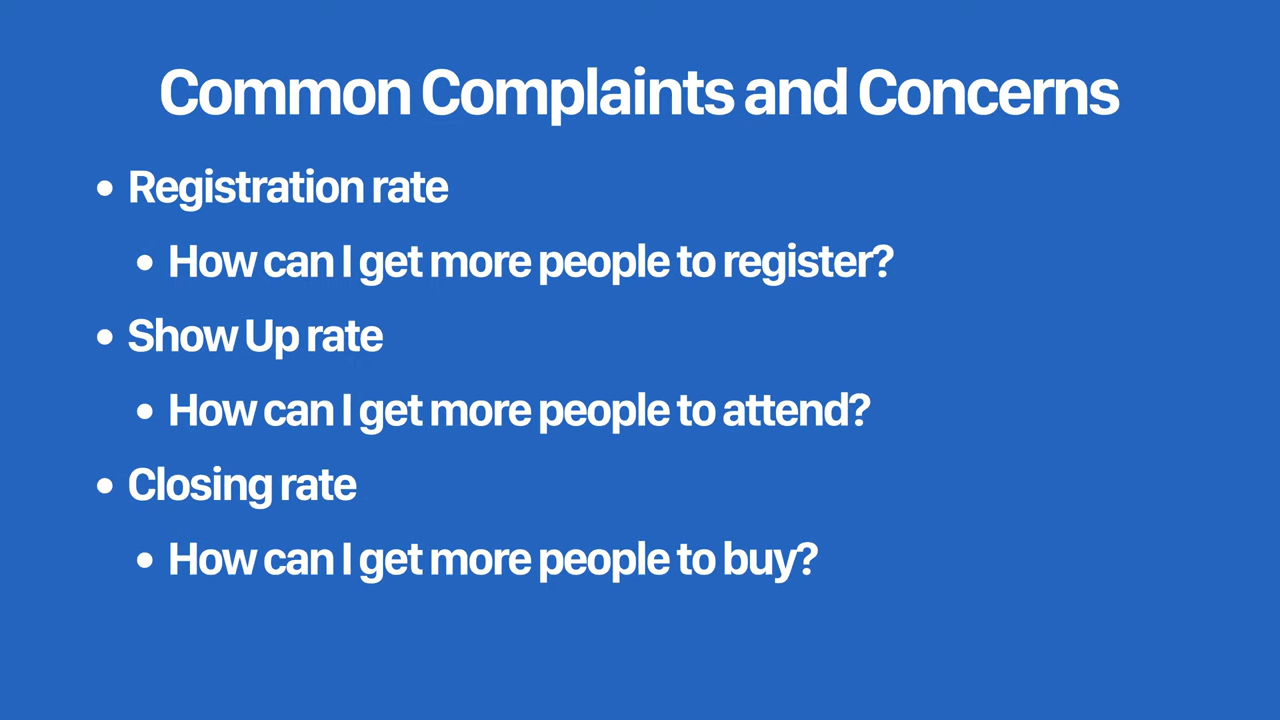 Common Complaints and Concerns
• Registration rate
• How can I get more people to register?
• Show Up rate
• How can I get more people to attend?
• Closing rate
• How can I get more people to buy?